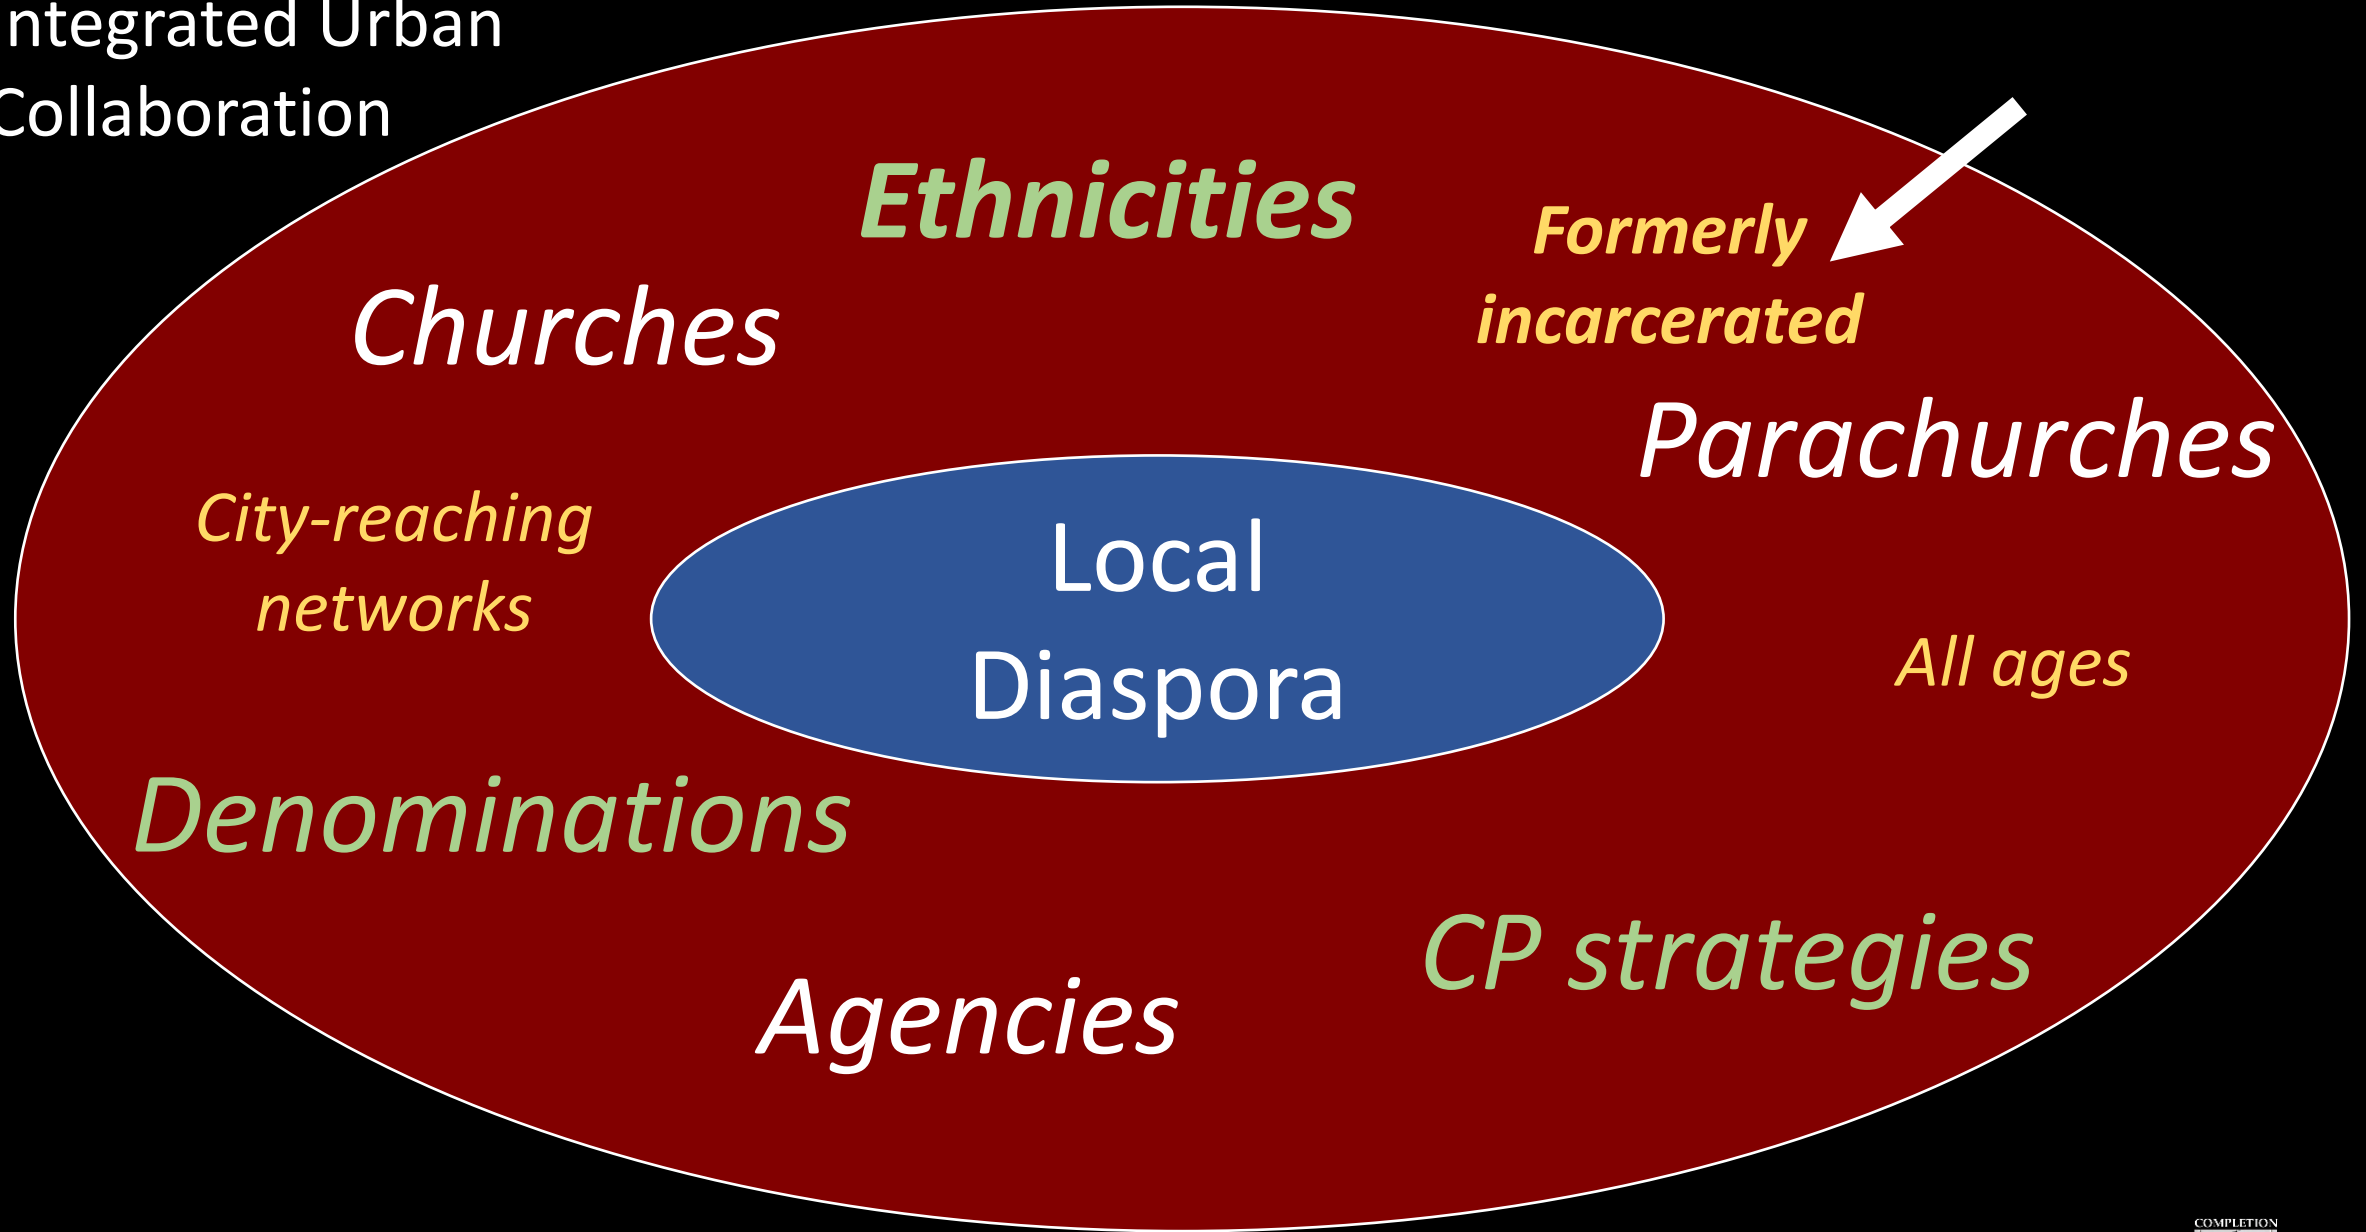 ntegrated Urban
Collaboration
Ethnicities
Formerly
incarcerated
Churches
Parachurches
City-reaching
networks
Local
Diaspora
All ages
Denominations
CP strategies
Agencies
COMPLETION